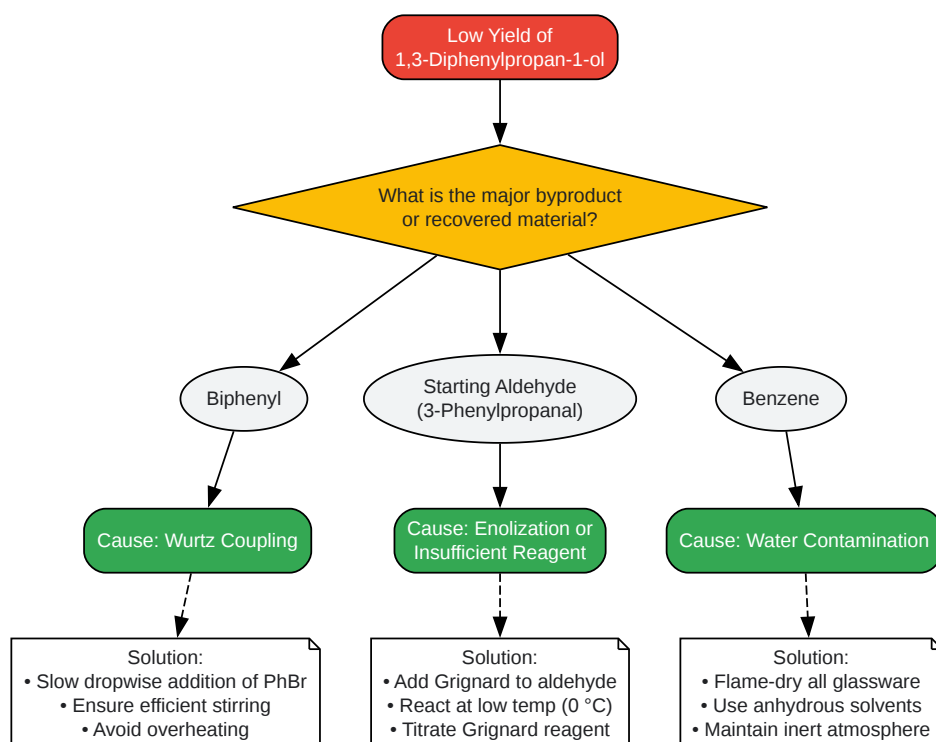 Low Yield of
1,3-Diphenylpropan-1-ol
What is the major byproduct
or recovered material?
Biphenyl
Starting Aldehyde
(3-Phenylpropanal)
Benzene
Cause: Wurtz Coupling
Cause: Enolization or
Insufficient Reagent
Cause: Water Contamination
Solution:
• Slow dropwise addition of PhBr
• Ensure efficient stirring
• Avoid overheating
Solution:
• Add Grignard to aldehyde
• React at low temp (0 °C)
• Titrate Grignard reagent
Solution:
• Flame-dry all glassware
• Use anhydrous solvents
• Maintain inert atmosphere